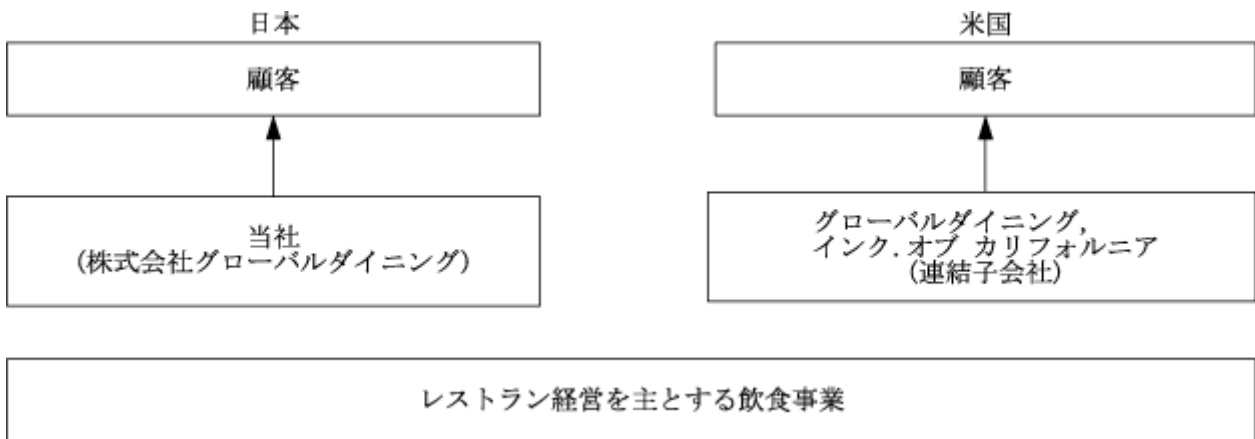 日本
顧客
当社
(株式会社グローバルダイニング)
米国
顧客
グローバルダイニング,
インク.オブ カリフォルニア
(連結子会社)
レストラン経営を主とする飲食事業